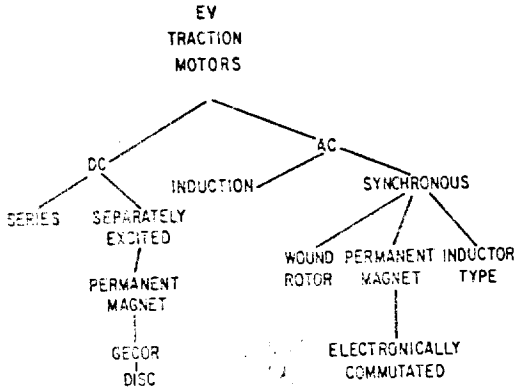 EV
TRACTION
MOTORS
DC
AC
INDUCTION
SYNCHRONOUS
SERIES
SEPARATELY
EXCITED
WOUND
ROTOR
PERMANENT
MAGNET
INDUCTOR
TYPE
PERMANENT
MAGNET
GECOR
DISC
ELECTRONICALLY
COMMUTATED